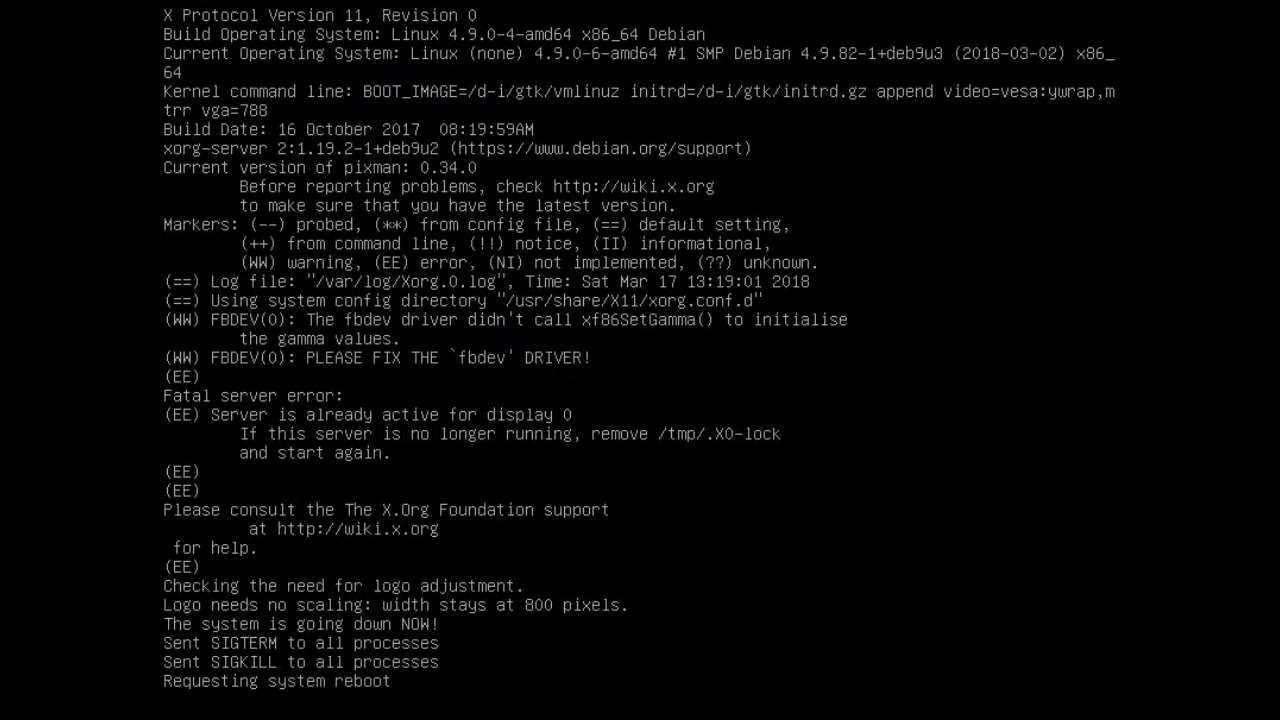 X Protocol Version 11, Revision 0
Build Operating System: Linux 4.9.0-4-amd64 x86_64 Debian
Current Operating System: Linux (none) 4.9.0-6-amd64 #1 SMP Debian 4.9.82-1+deb9u3 (2018-03-02) x86_
64
Kernel command line: BOOT_IMAGE=/d-i/gtk/vmlinuz initrd=/d-i/gtk/initrd.gz append video=vesa:ywrap,m
trr vga=788
Build Date: 16 October 2017  08:19:59AM
xorg-server 2:1.19.2-1+deb9u2 (https://www.debian.org/support)
Current version of pixman: 0.34.0
        Before reporting problems, check http://wiki.x.org
        to make sure that you have the latest version.
Markers: (--) probed, (**) from config file, (==) default setting,
        (++) from command line, (!!) notice, (II) informational,
        (WW) warning, (EE) error, (NI) not implemented, (??) unknown.
(==) Log file: "/var/log/Xorg.0.log", Time: Sat Mar 17 13:19:01 2018
(==) Using system config directory "/usr/share/X11/xorg.conf.d"
(WW) FBDEV(0): The fbdev driver didn't call xf86SetGamma() to initialise
        the gamma values.
(WW) FBDEV(0): PLEASE FIX THE `fbdev' DRIVER!
(EE)
Fatal server error:
(EE) Server is already active for display 0
        If this server is no longer running, remove /tmp/.X0-lock
        and start again.
(EE)
(EE)
Please consult the The X.Org Foundation support
         at http://wiki.x.org
 for help.
(EE)
Checking the need for logo adjustment.
Logo needs no scaling: width stays at 800 pixels.
The system is going down NOW!
Sent SIGTERM to all processes
Sent SIGKILL to all processes
Requesting system reboot